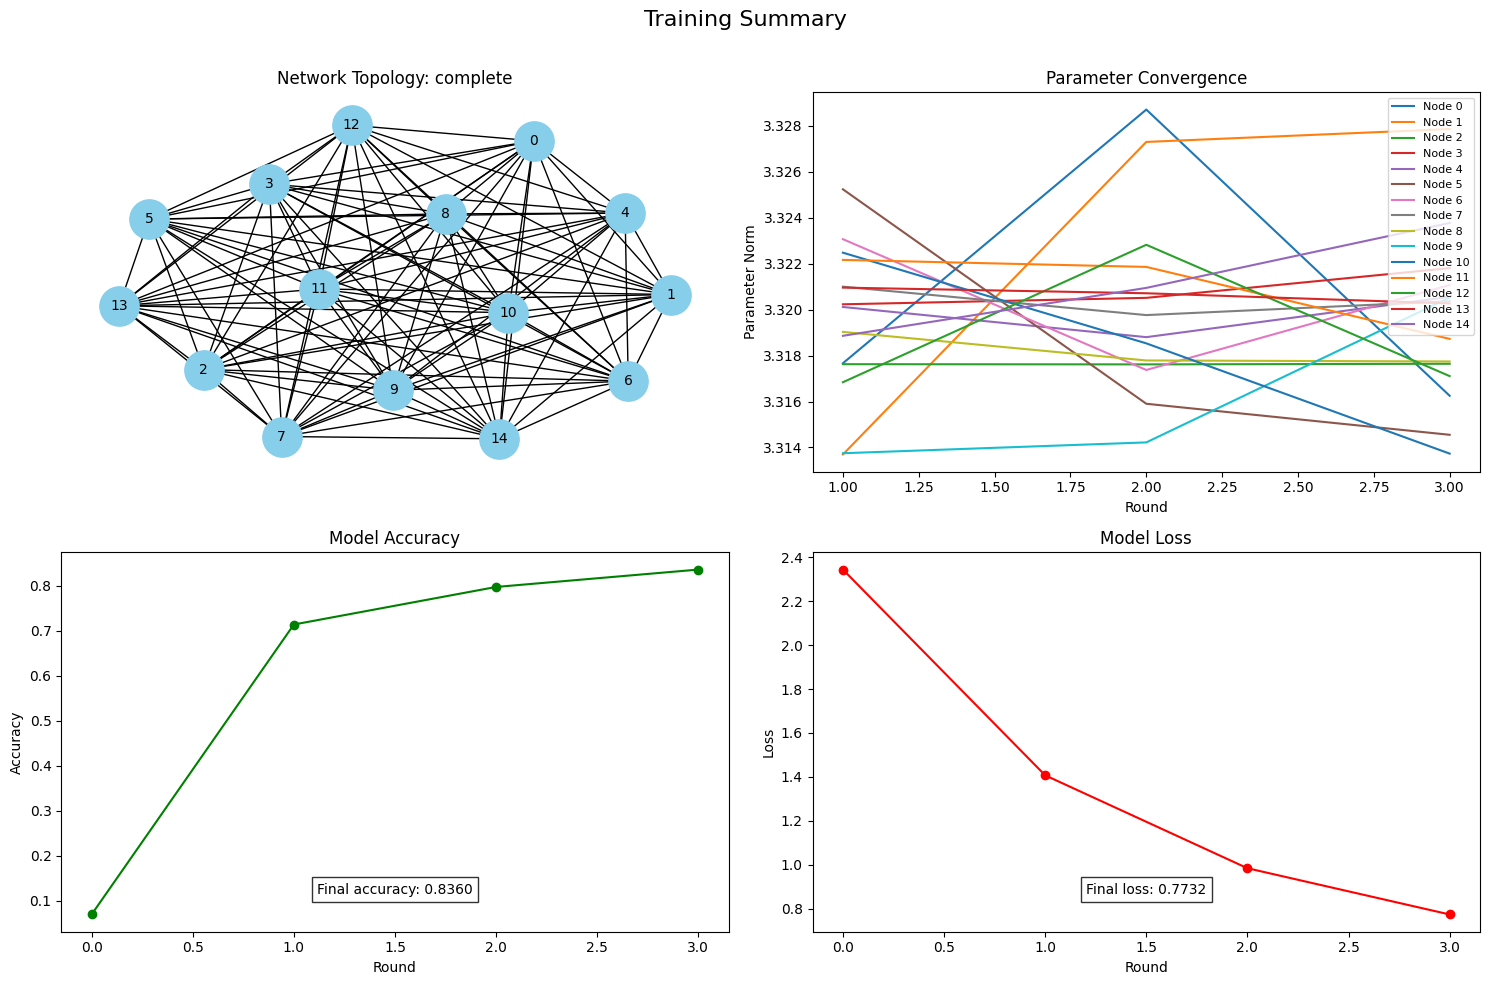 Training Summary
Network Topology: complete
12
0
3
8
4
5
11
1
13
10
2
9
6
7
14
Parameter Convergence
Parameter Norm
3.328
3.326
3.324
3.322
3.320
3.318
3.316
3.314
Node 0
Node 1
Node 2
Node 3
Node 4
Node 5
Node 6
Node 7
Node 8
Node 9
Node 10
Node 11
Node 12
Node 13
Node 14
1.00 1.25 1.50 1.75 2.00 2.25 2.50 2.75 3.00
Round
Model Accuracy
Accuracy
0.8
0.7
0.6
0.5
0.4
0.3
0.2
0.1
Final accuracy: 0.8360
0.0 0.5 1.0 1.5 2.0 2.5 3.0
Round
Model Loss
Loss
2.4
2.2
2.0
1.8
1.6
1.4
1.2
1.0
0.8
Final loss: 0.7732
0.0 0.5 1.0 1.5 2.0 2.5 3.0
Round